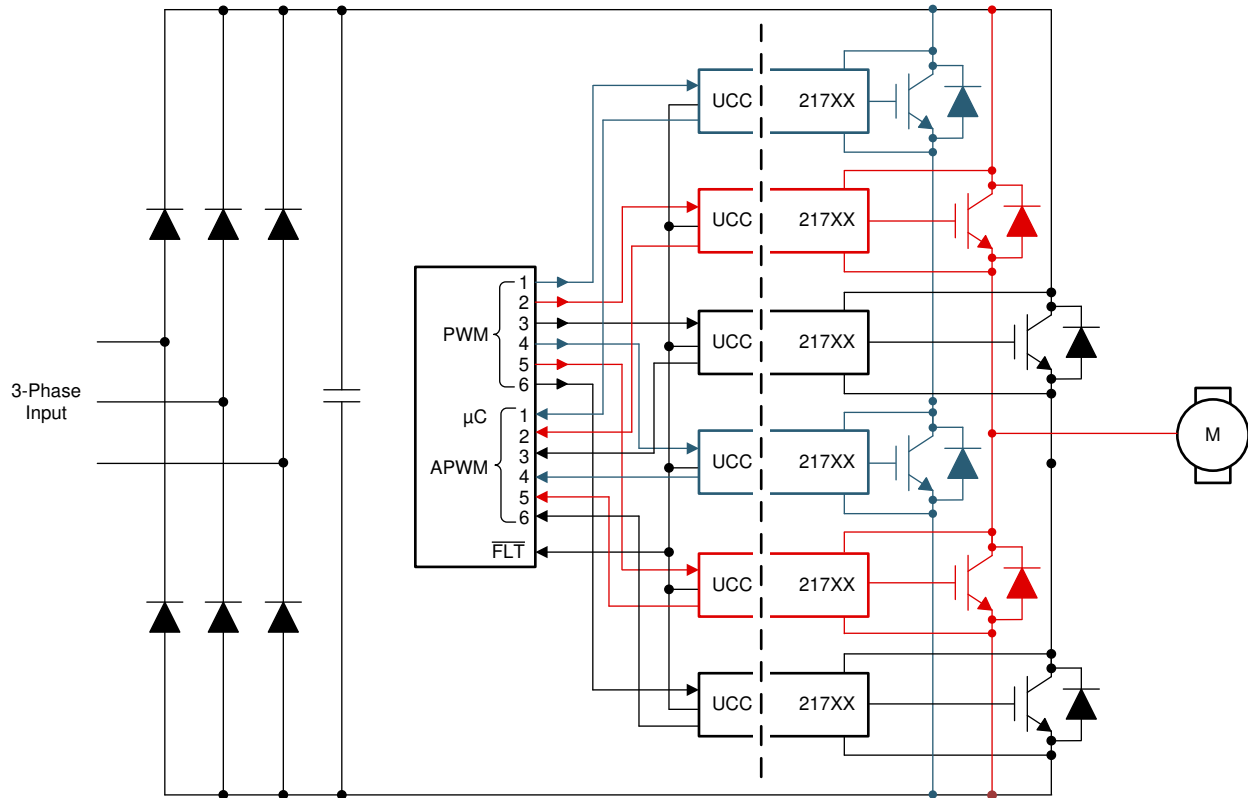 UCC 217XX
UCC 217XX
1
2
3
4
5
6
PWM
UCC 217XX
3-Phase
Input
µC
1
2
3
4
5
6
APWM
FLT
M
UCC 217XX
UCC 217XX
UCC 217XX